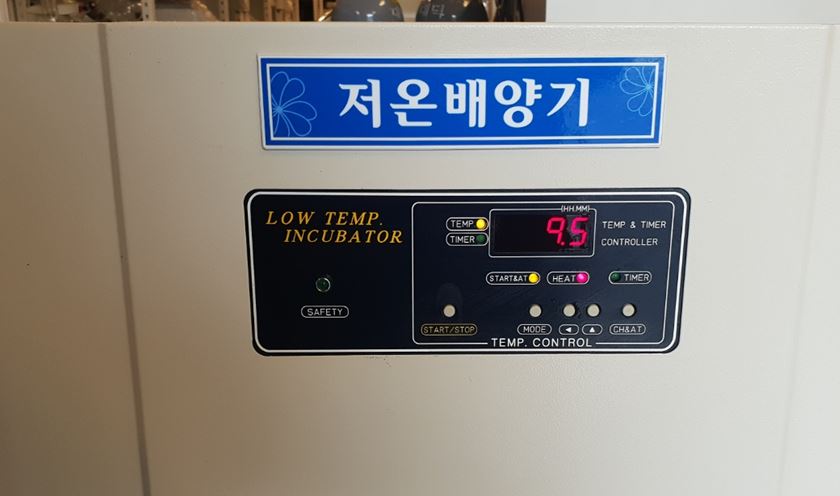 저온배양기
LOW TEMP.
INCUBATOR
SAFETY
(HH.MM)
TEMP
TIMER
9.5
TEMP & TIMER
CONTROLLER
START&AT
HEAT
TIMER
START/STOP
MODE
◀
▲
CH&AT
TEMP. CONTROL